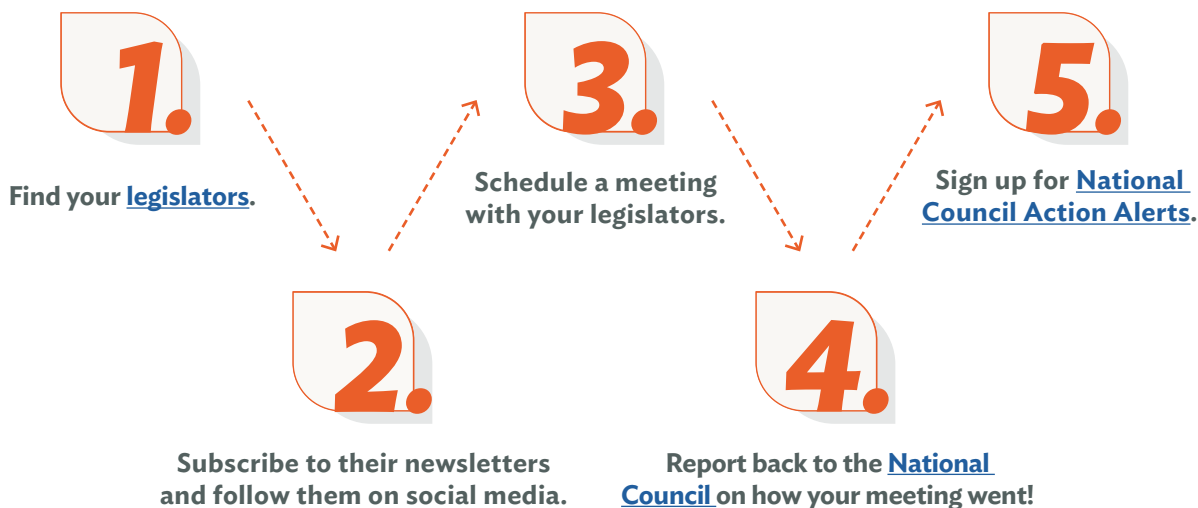 1.
Find your legislators.
2.
Subscribe to their newsletters
and follow them on social media.
3.
Schedule a meeting
with your legislators.
4.
Report back to the National
Council on how your meeting went!
5.
Sign up for National
Council Action Alerts.